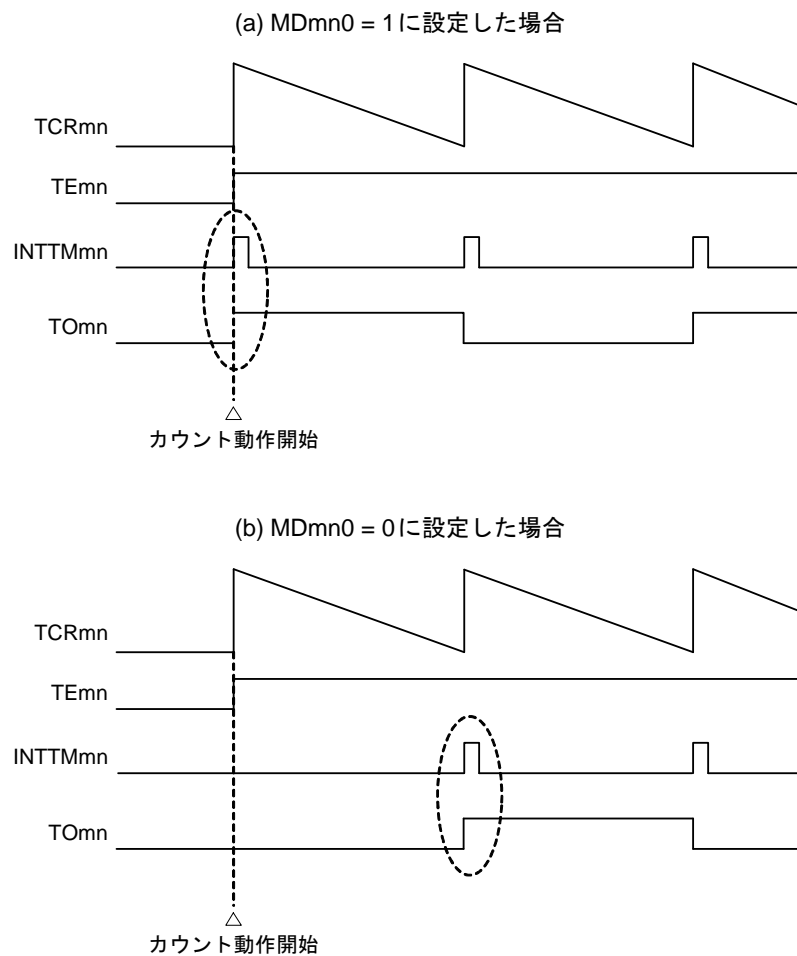 (a) MDmn0 = 1に設定した場合
TCRmn
TEmn
INTTMmn
TOmn
カウント動作開始
(b) MDmn0 = 0に設定した場合
TCRmn
TEmn
INTTMmn
TOmn
カウント動作開始